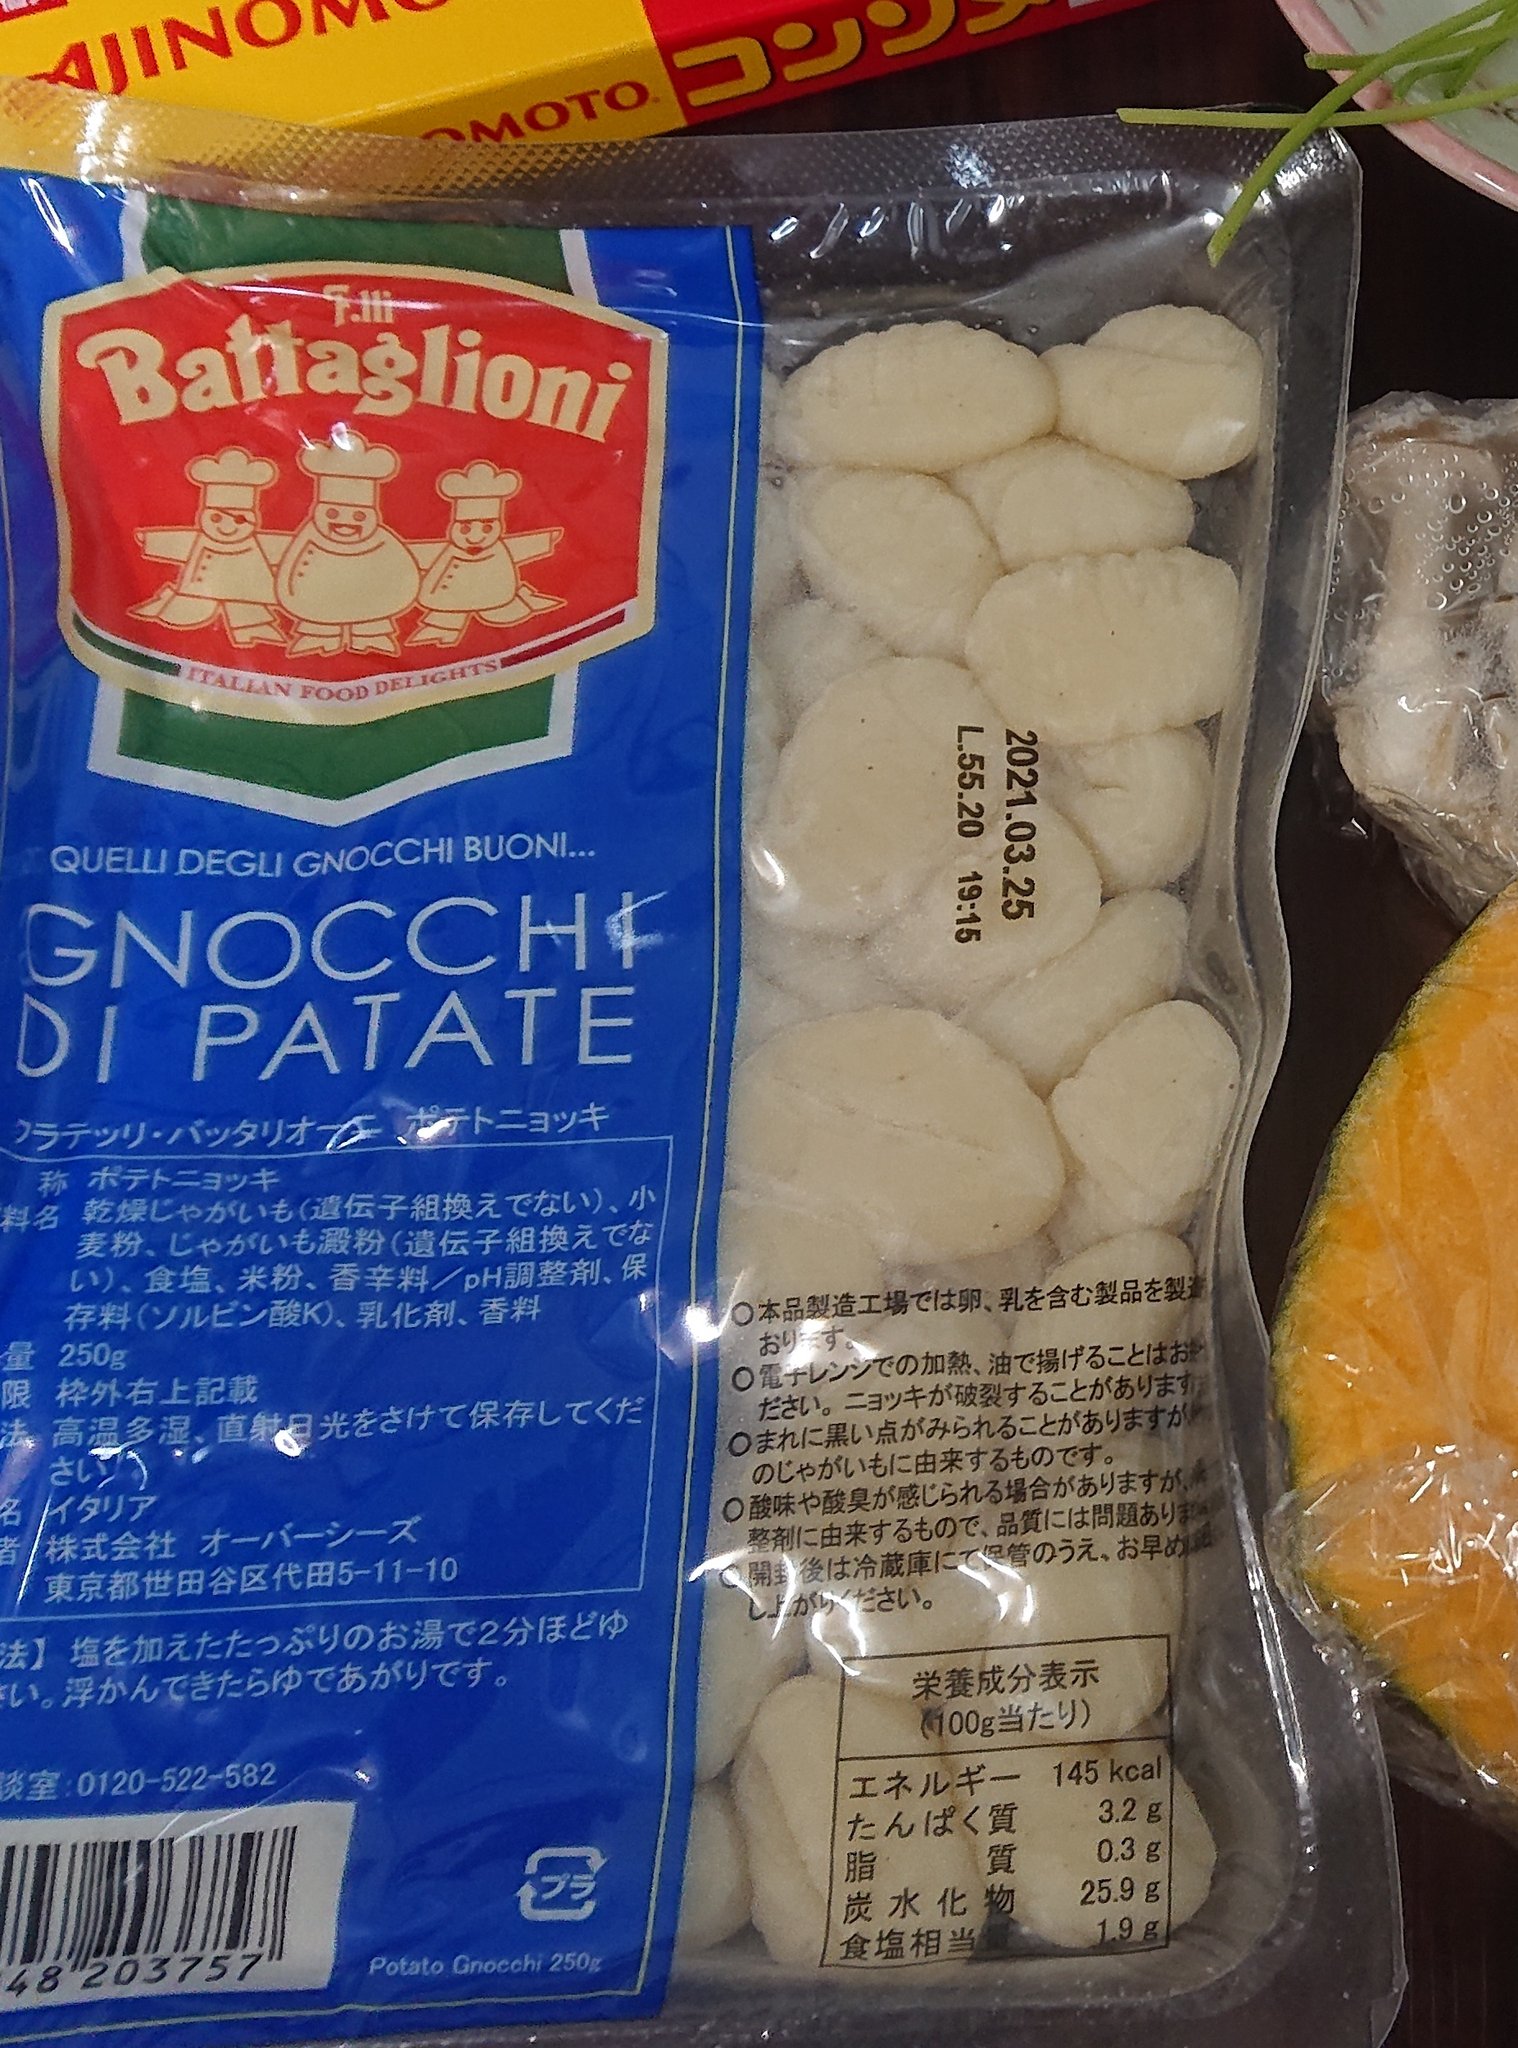 AJINOMO
OMOTO
コンソメ
F.lli
Battaglioni
ITALIAN FOOD DELIGHTS
QUELLI DEGLI GNOCCHI BUONI...
GNOCCHI
DI PATATE
フラテッリ・バッタリオーニ ポテトニョッキ
称 ポテトニョッキ
料名 乾燥じゃがいも(遺伝子組換えでない)、小
麦粉、じゃがいも澱粉(遺伝子組換えでな
い)、食塩、米粉、香辛料/pH調整剤、保
存料(ソルビン酸K)、乳化剤、香料
量 250g
限 枠外右上記載
法 高温多湿、直射日光をさけて保存してくだ
さい。
名 イタリア
者 株式会社 オーバーシーズ
東京都世田谷区代田5-11-10
法】 塩を加えたたっぷりのお湯で2分ほどゆ
い。浮かんできたらゆであがりです。
談室:0120-522-582
48 203757
プラ
Potato Gnocchi 250g
2021.03.25
L.55.20 19:15
○本品製造工場では卵、乳を含む製品を製造
おります。
○電子レンジでの加熱、油で揚げることはお
ださい。ニョッキが破裂することがあります
○まれに黒い点がみられることがありますが
のじゃがいもに由来するものです。
○酸味や酸臭が感じられる場合がありますが、
整剤に由来するもので、品質には問題ありま
○開封後は冷蔵庫にて保管のうえ、お早め
し上がりください。
栄養成分表示
(100g当たり)
エネルギー 145 kcal
たんぱく質 3.2 g
脂質 0.3 g
炭水化物 25.9 g
食塩相当 1.9 g